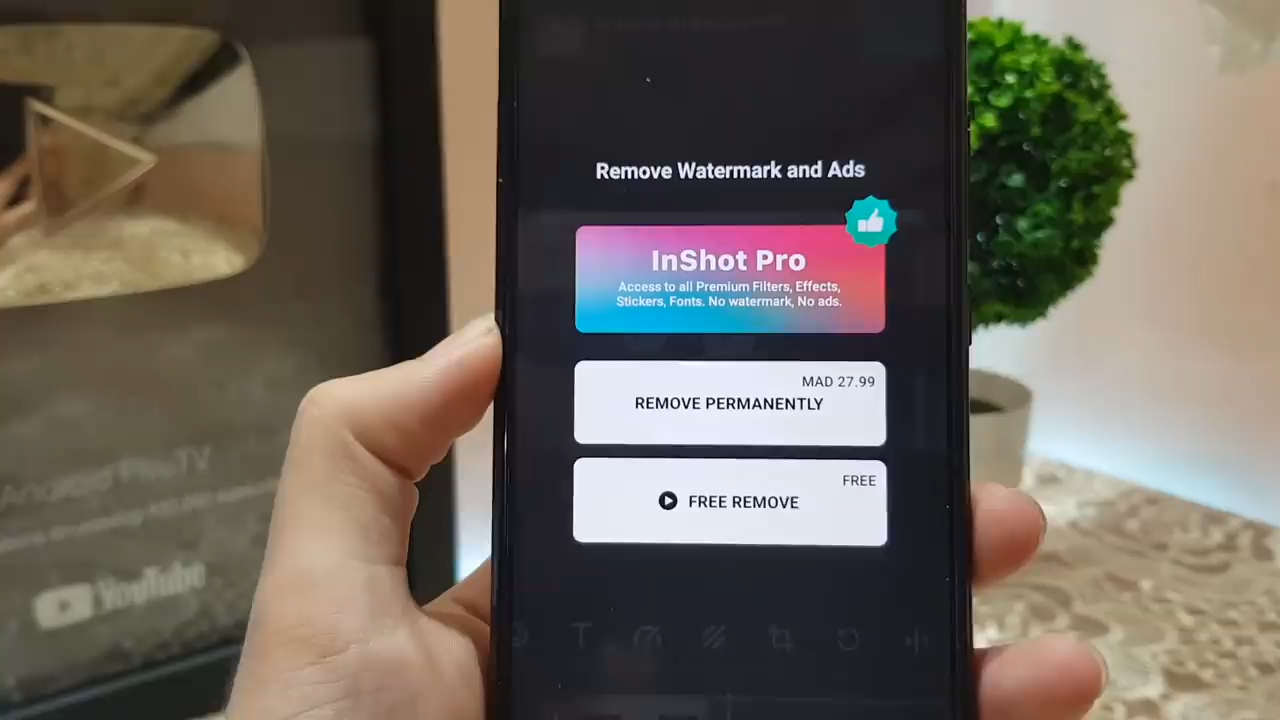 Remove Watermark and Ads
InShot Pro
Access to all Premium Filters, Effects,
Stickers, Fonts. No watermark, No ads.
MAD 27.99
REMOVE PERMANENTLY
FREE
FREE REMOVE
T
YouTube